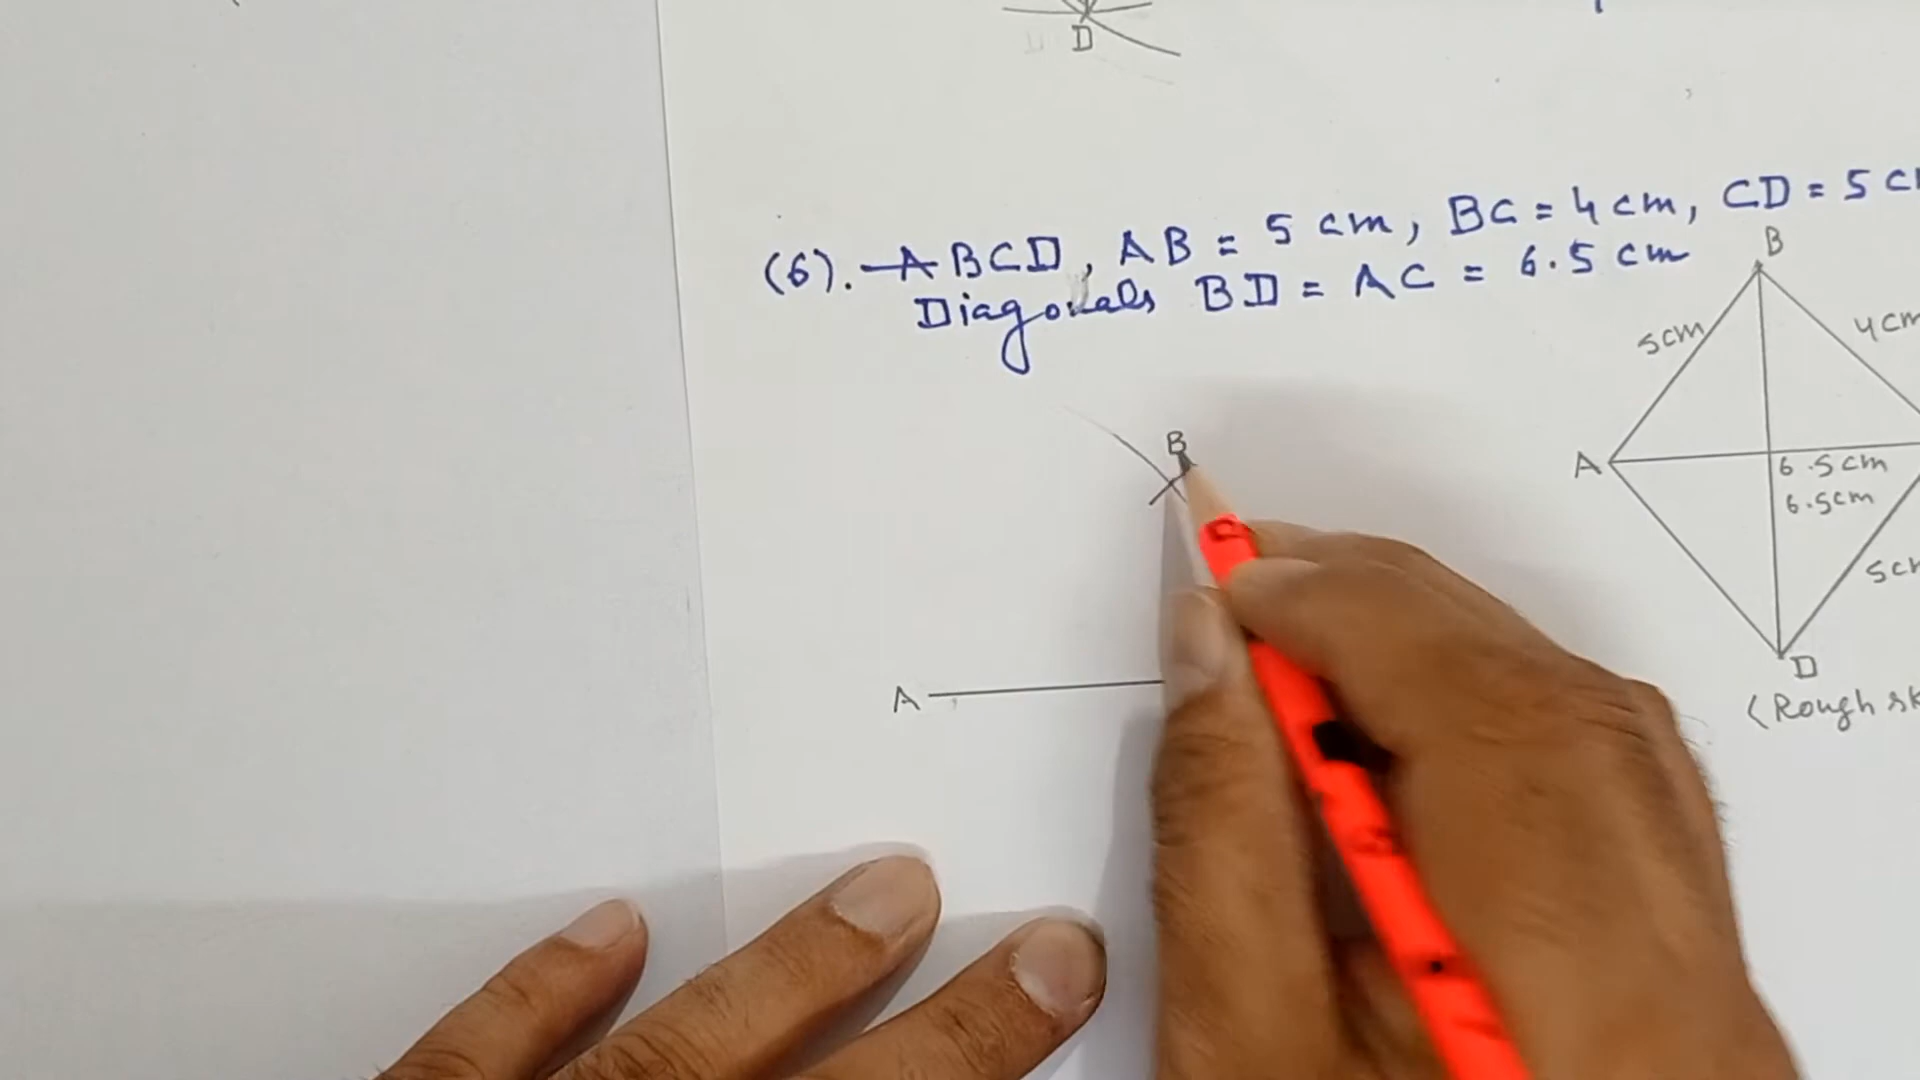 D
(6). ABCD, AB = 5 cm, BC = 4 cm, CD = 5 c
Diagonals BD = AC = 6.5 cm
B
5cm
4cm
A
6.5cm
6.5cm
5c
D
(Rough sk
B
A